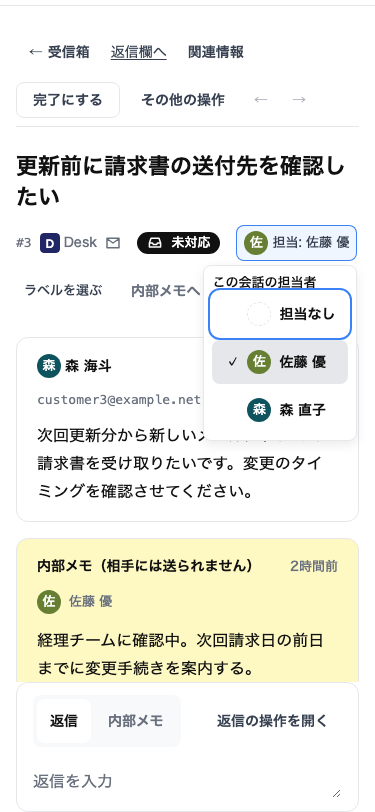 ← 受信箱 返信欄へ 関連情報
完了にする その他の操作 ← →
更新前に請求書の送付先を確認し
たい
#3 D Desk 未対応 佐 担当: 佐藤 優
ラベルを選ぶ 内部メモへ
この会話の担当者
担当なし
✓ 佐 佐藤 優
森 森 直子
森 森 海斗
customer3@example.net
次回更新分から新しいメ
請求書を受け取りたいです。変更のタイ
ミングを確認させてください。
内部メモ（相手には送られません） 2時間前
佐 佐藤 優
経理チームに確認中。次回請求日の前日
までに変更手続きを案内する。
返信 内部メモ 返信の操作を開く
返信を入力